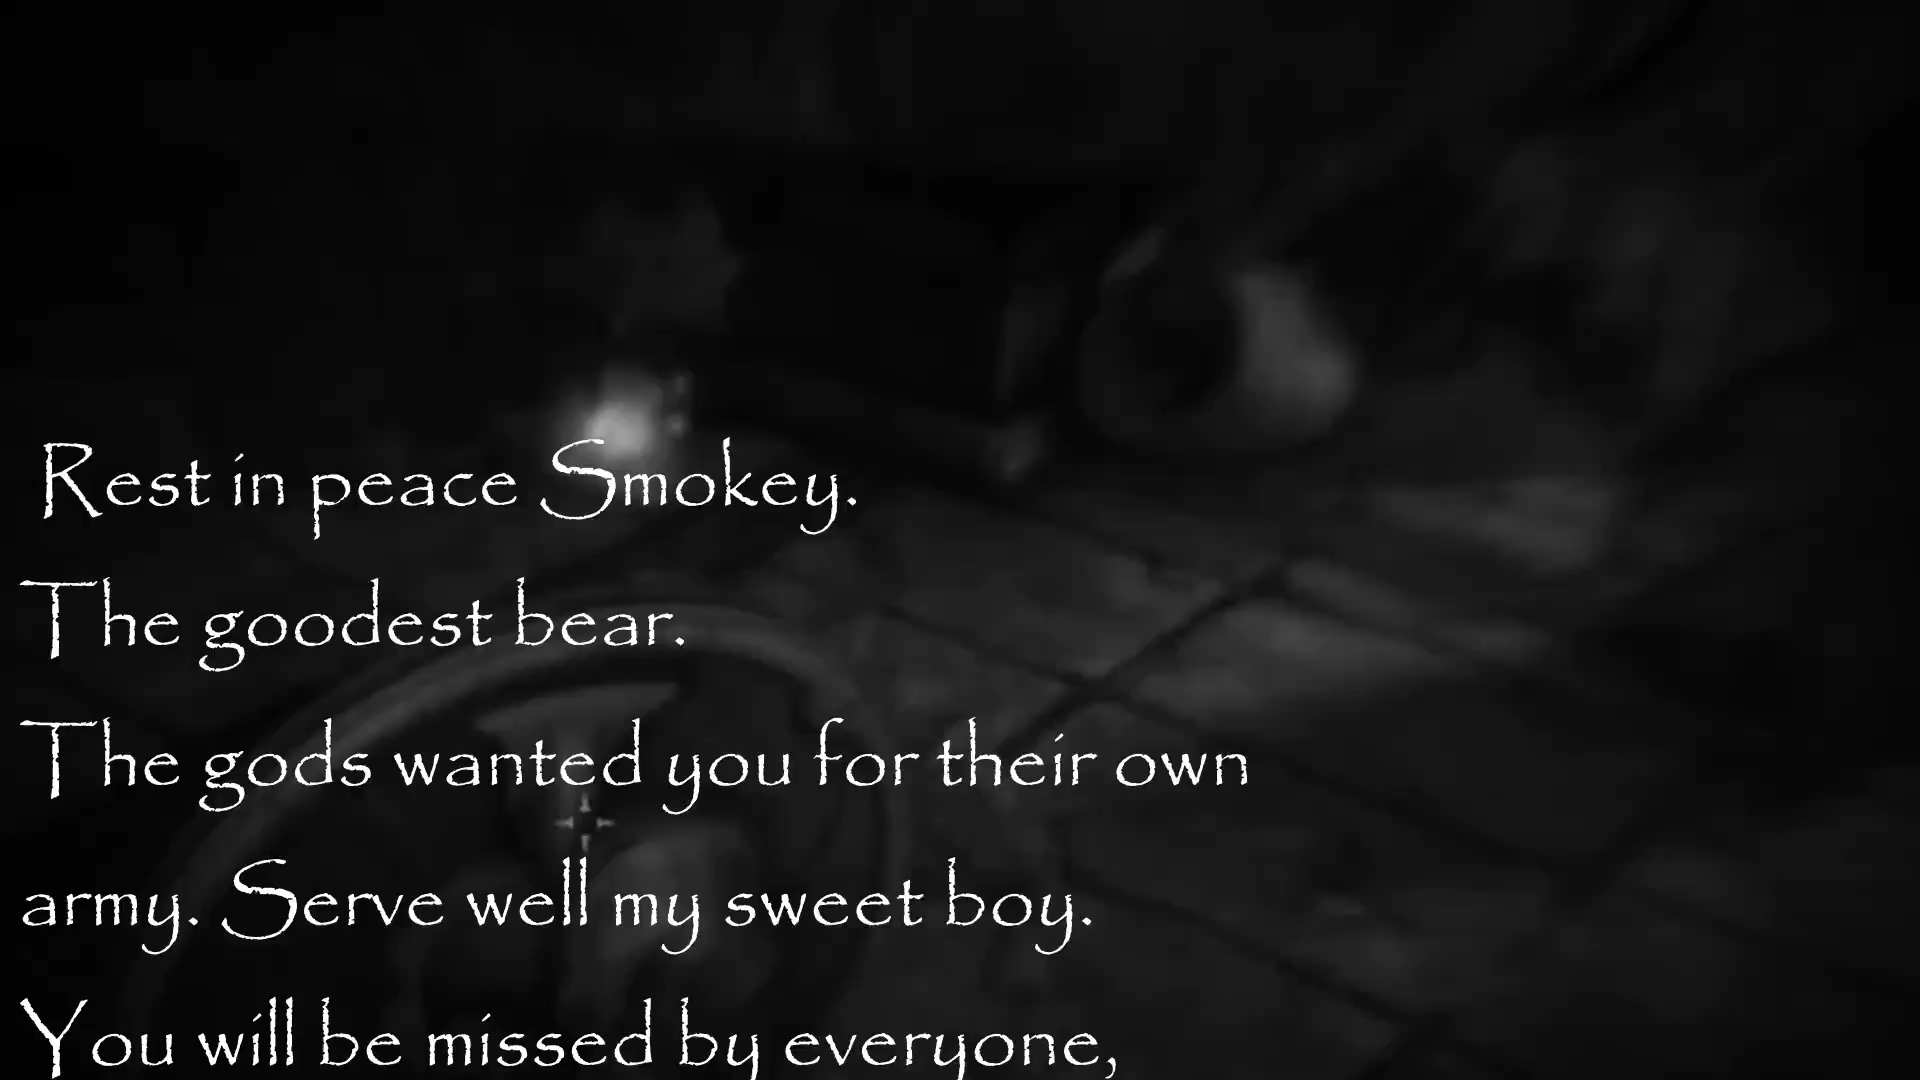 Rest in peace Smokey.
The goodest bear.
The gods wanted you for their own
army. Serve well my sweet boy.
You will be missed by everyone,